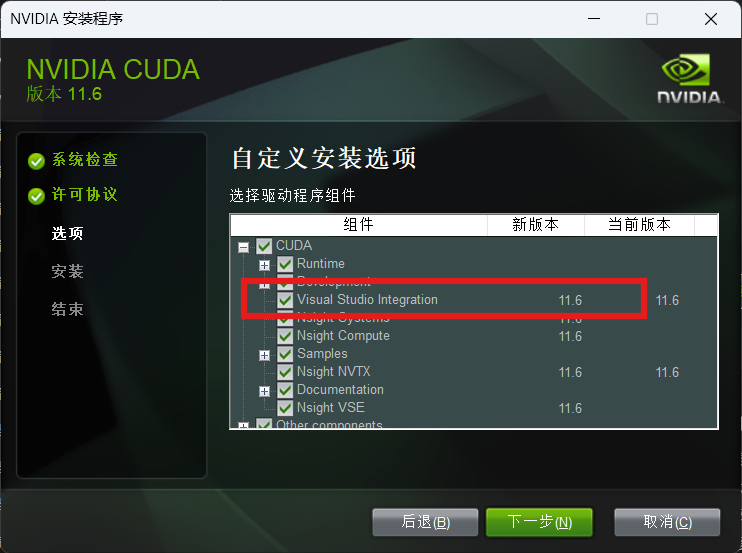 NVIDIA 安装程序
NVIDIA CUDA
版本 11.6
NVIDIA.
系统检查
许可协议
选项
安装
结束
自定义安装选项
选择驱动程序组件
组件 新版本 当前版本
CUDA
Runtime
Development
Visual Studio Integration 11.6 11.6
Nsight Systems 11.6
Nsight Compute 11.6
Samples
Nsight NVTX 11.6 11.6
Documentation
Nsight VSE 11.6
Other components
后退(B) 下一步(N) 取消(C)